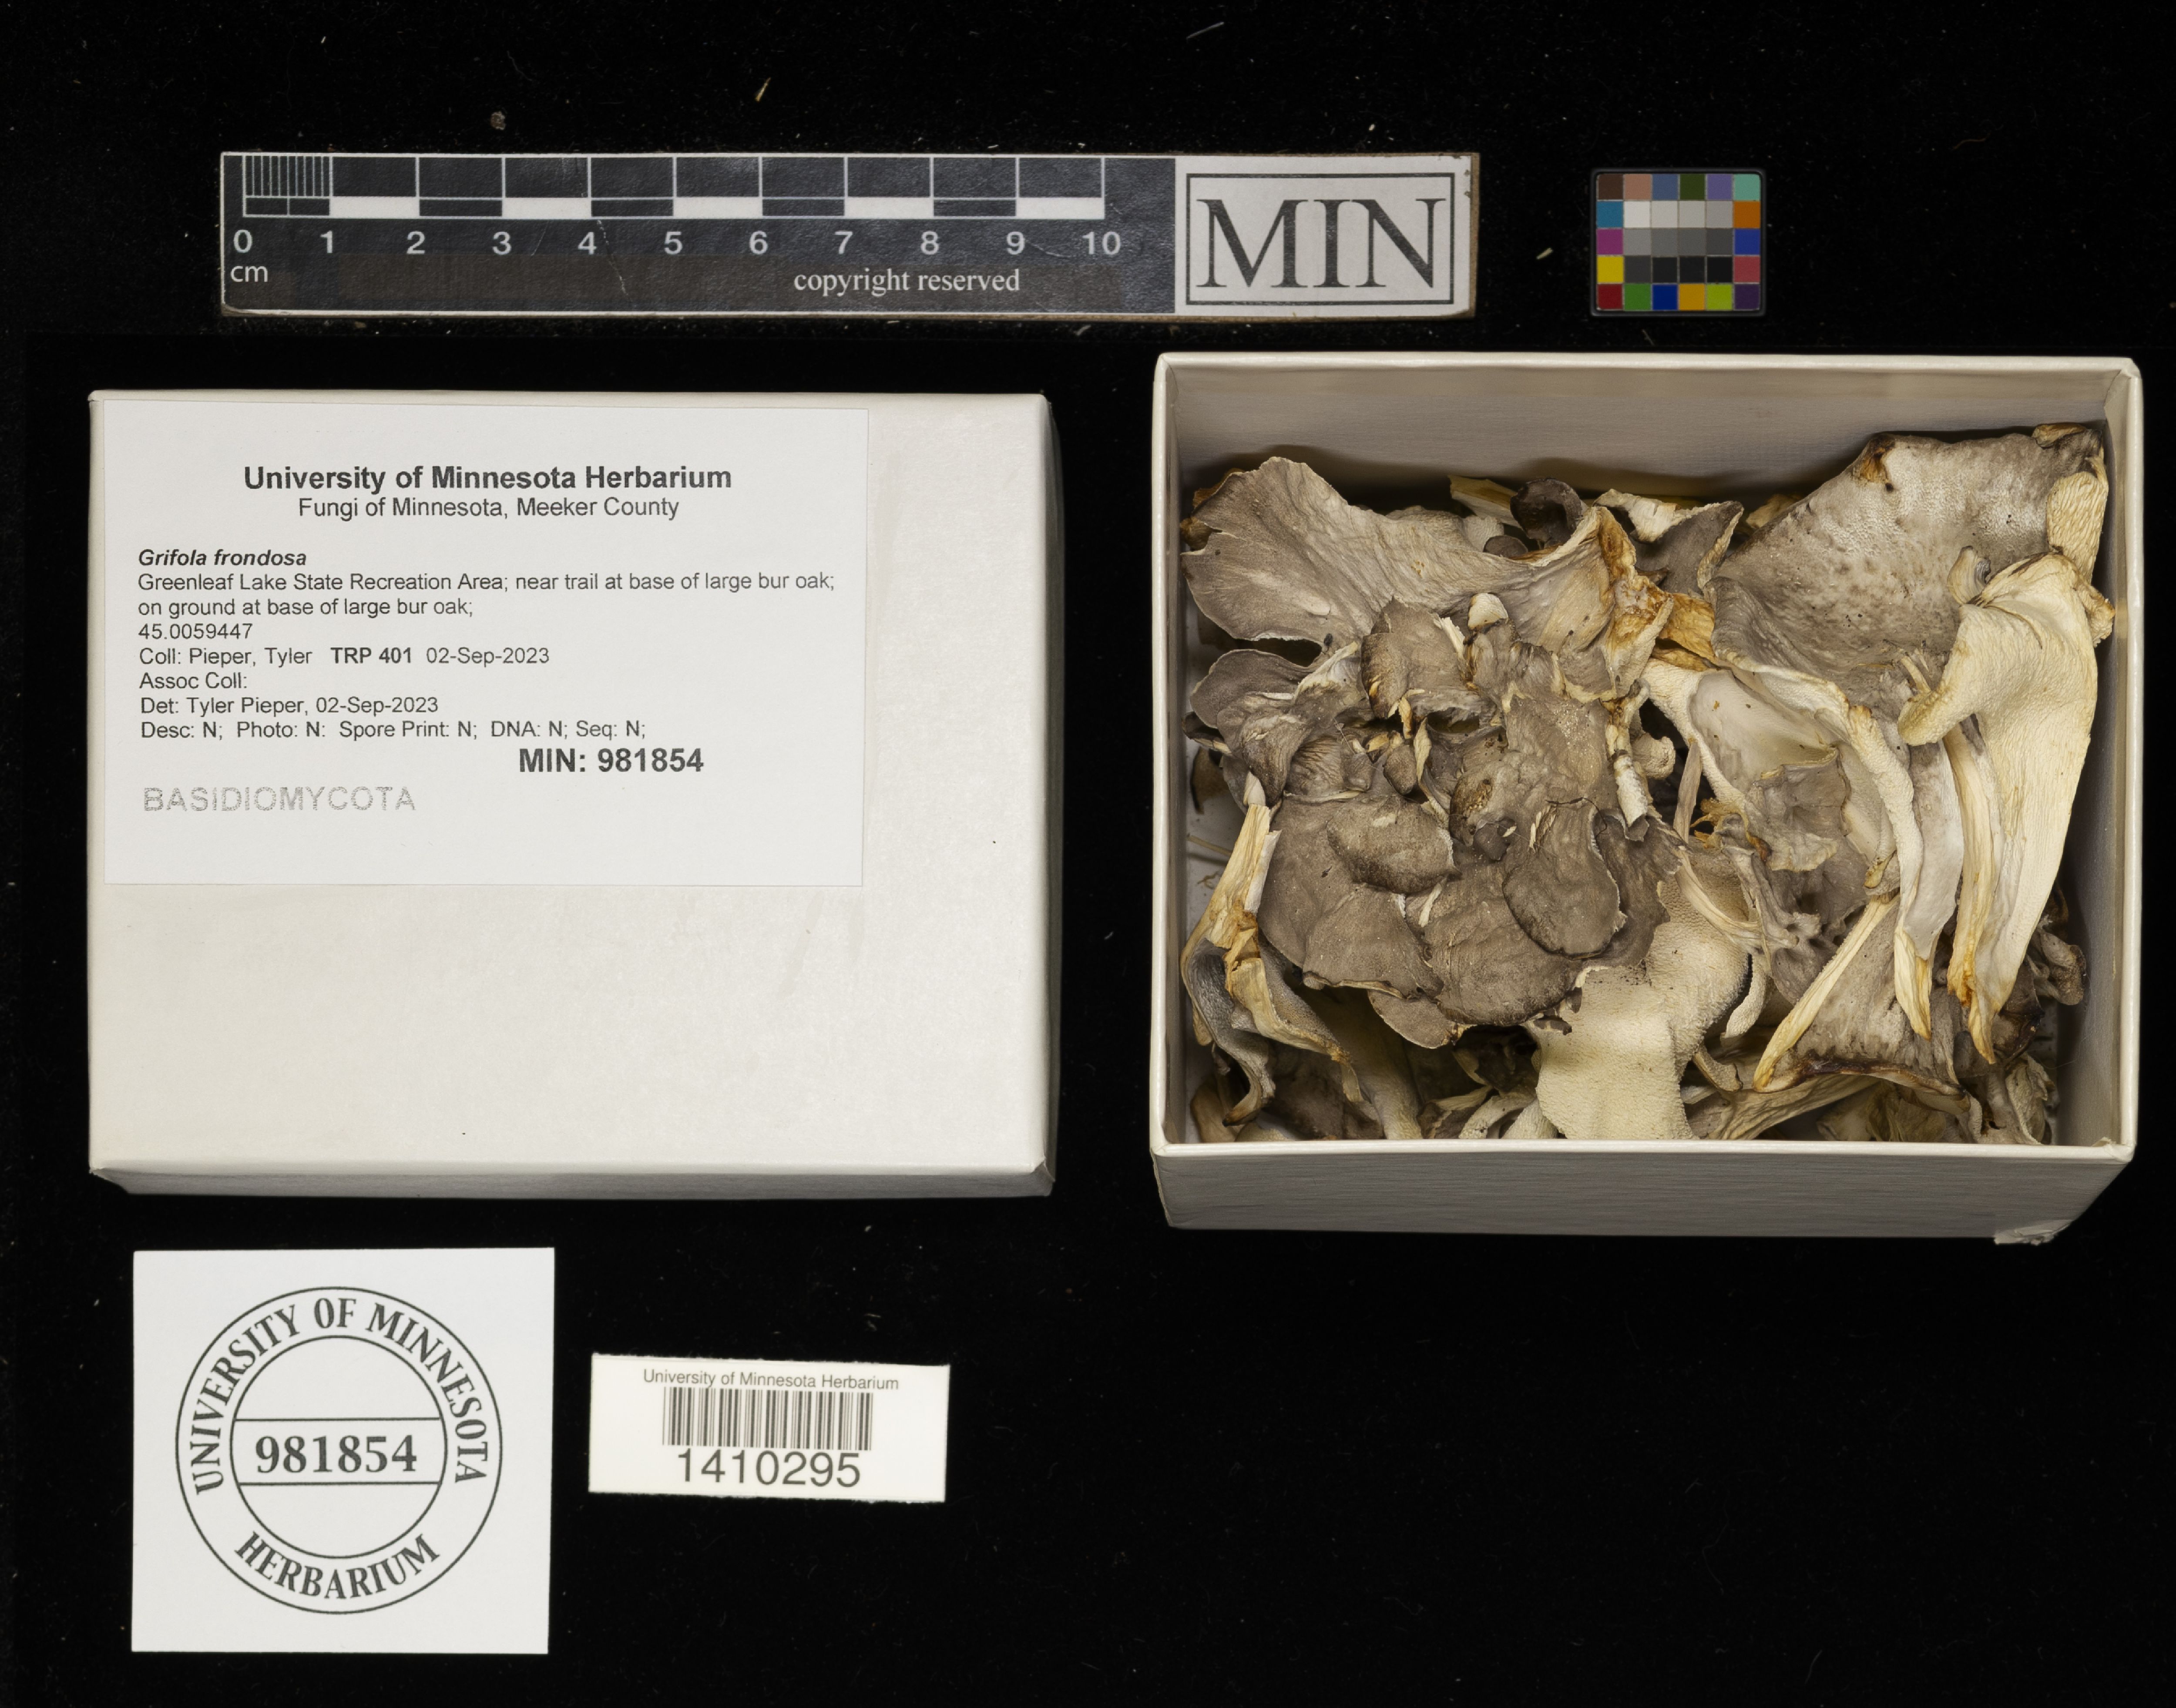 0 1 2 3 4 5 6 7 8 9 10
cm
copyright reserved
MIN
University of Minnesota Herbarium
Fungi of Minnesota, Meeker County
Grifola frondosa
Greenleaf Lake State Recreation Area; near trail at base of large bur oak;
on ground at base of large bur oak;
45.0059447
Coll: Pieper, Tyler TRP 401 02-Sep-2023
Assoc Coll:
Det: Tyler Pieper, 02-Sep-2023
Desc: N; Photo: N: Spore Print: N; DNA: N; Seq: N;
MIN: 981854
BASIDIOMYCOTA
UNIVERSITY OF MINNESOTA
981854
HERBARIUM
University of Minnesota Herbarium
1410295